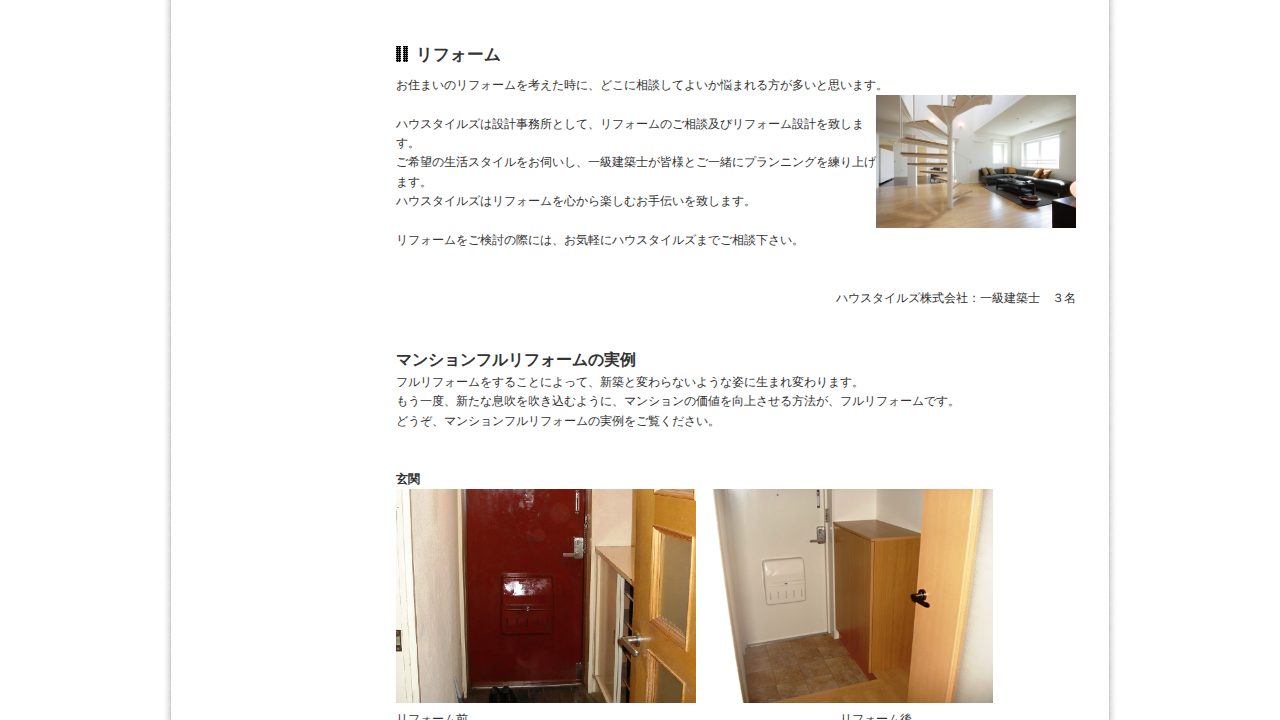 リフォーム
お住まいのリフォームを考えた時に、どこに相談してよいか悩まれる方が多いと思います。
ハウスタイルズは設計事務所として、リフォームのご相談及びリフォーム設計を致しま
す。
ご希望の生活スタイルをお伺いし、一級建築士が皆様とご一緒にプランニングを練り上げ
ます。
ハウスタイルズはリフォームを心から楽しむお手伝いを致します。
リフォームをご検討の際には、お気軽にハウスタイルズまでご相談下さい。
ハウスタイルズ株式会社：一級建築士　３名
マンションフルリフォームの実例
フルリフォームをすることによって、新築と変わらないような姿に生まれ変わります。
もう一度、新たな息吹を吹き込むように、マンションの価値を向上させる方法が、フルリフォームです。
どうぞ、マンションフルリフォームの実例をご覧ください。
玄関
リフォーム前　リフォーム後